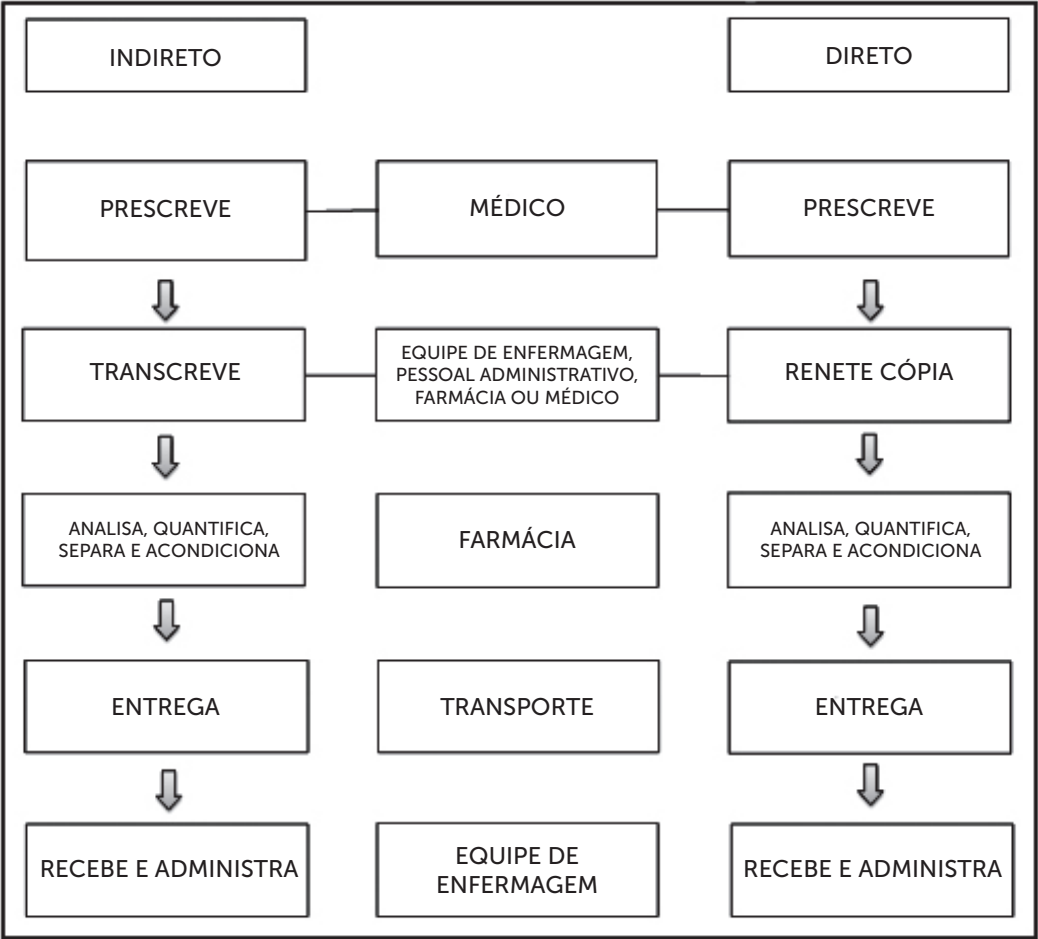 INDIRETO
DIRETO
PRESCREVE
MÉDICO
PRESCREVE
TRANSCREVE
EQUIPE DE ENFERMAGEM,
PESSOAL ADMINISTRATIVO,
FARMÁCIA OU MÉDICO
RENETE CÓPIA
ANALISA, QUANTIFICA,
SEPARA E ACONDICIONA
FARMÁCIA
ANALISA, QUANTIFICA,
SEPARA E ACONDICIONA
ENTREGA
TRANSPORTE
ENTREGA
RECEBE E ADMINISTRA
EQUIPE DE
ENFERMAGEM
RECEBE E ADMINISTRA